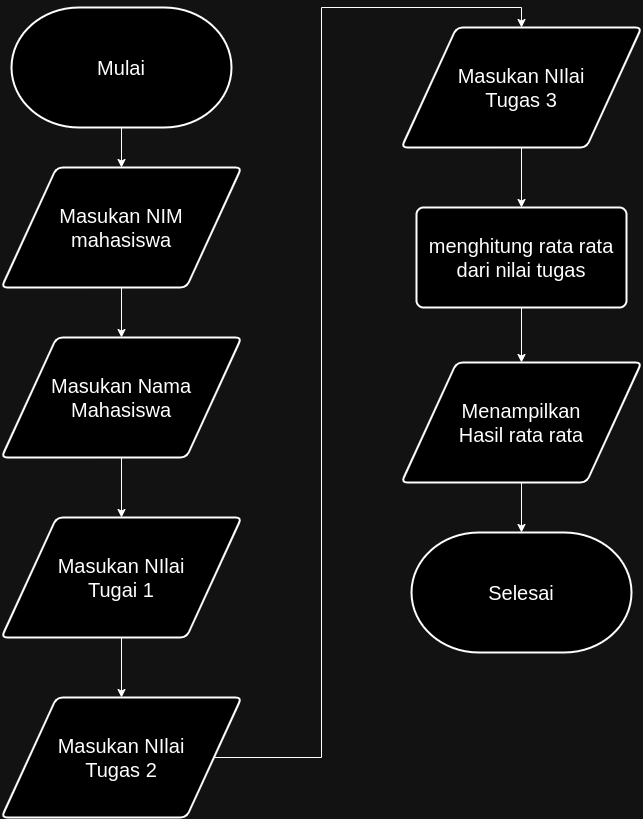 Mulai
Masukan NIM
mahasiswa
Masukan Nama
Mahasiswa
Masukan NIlai
Tugai 1
Masukan NIlai
Tugas 2
Masukan NIlai
Tugas 3
menghitung rata rata
dari nilai tugas
Menampilkan
Hasil rata rata
Selesai